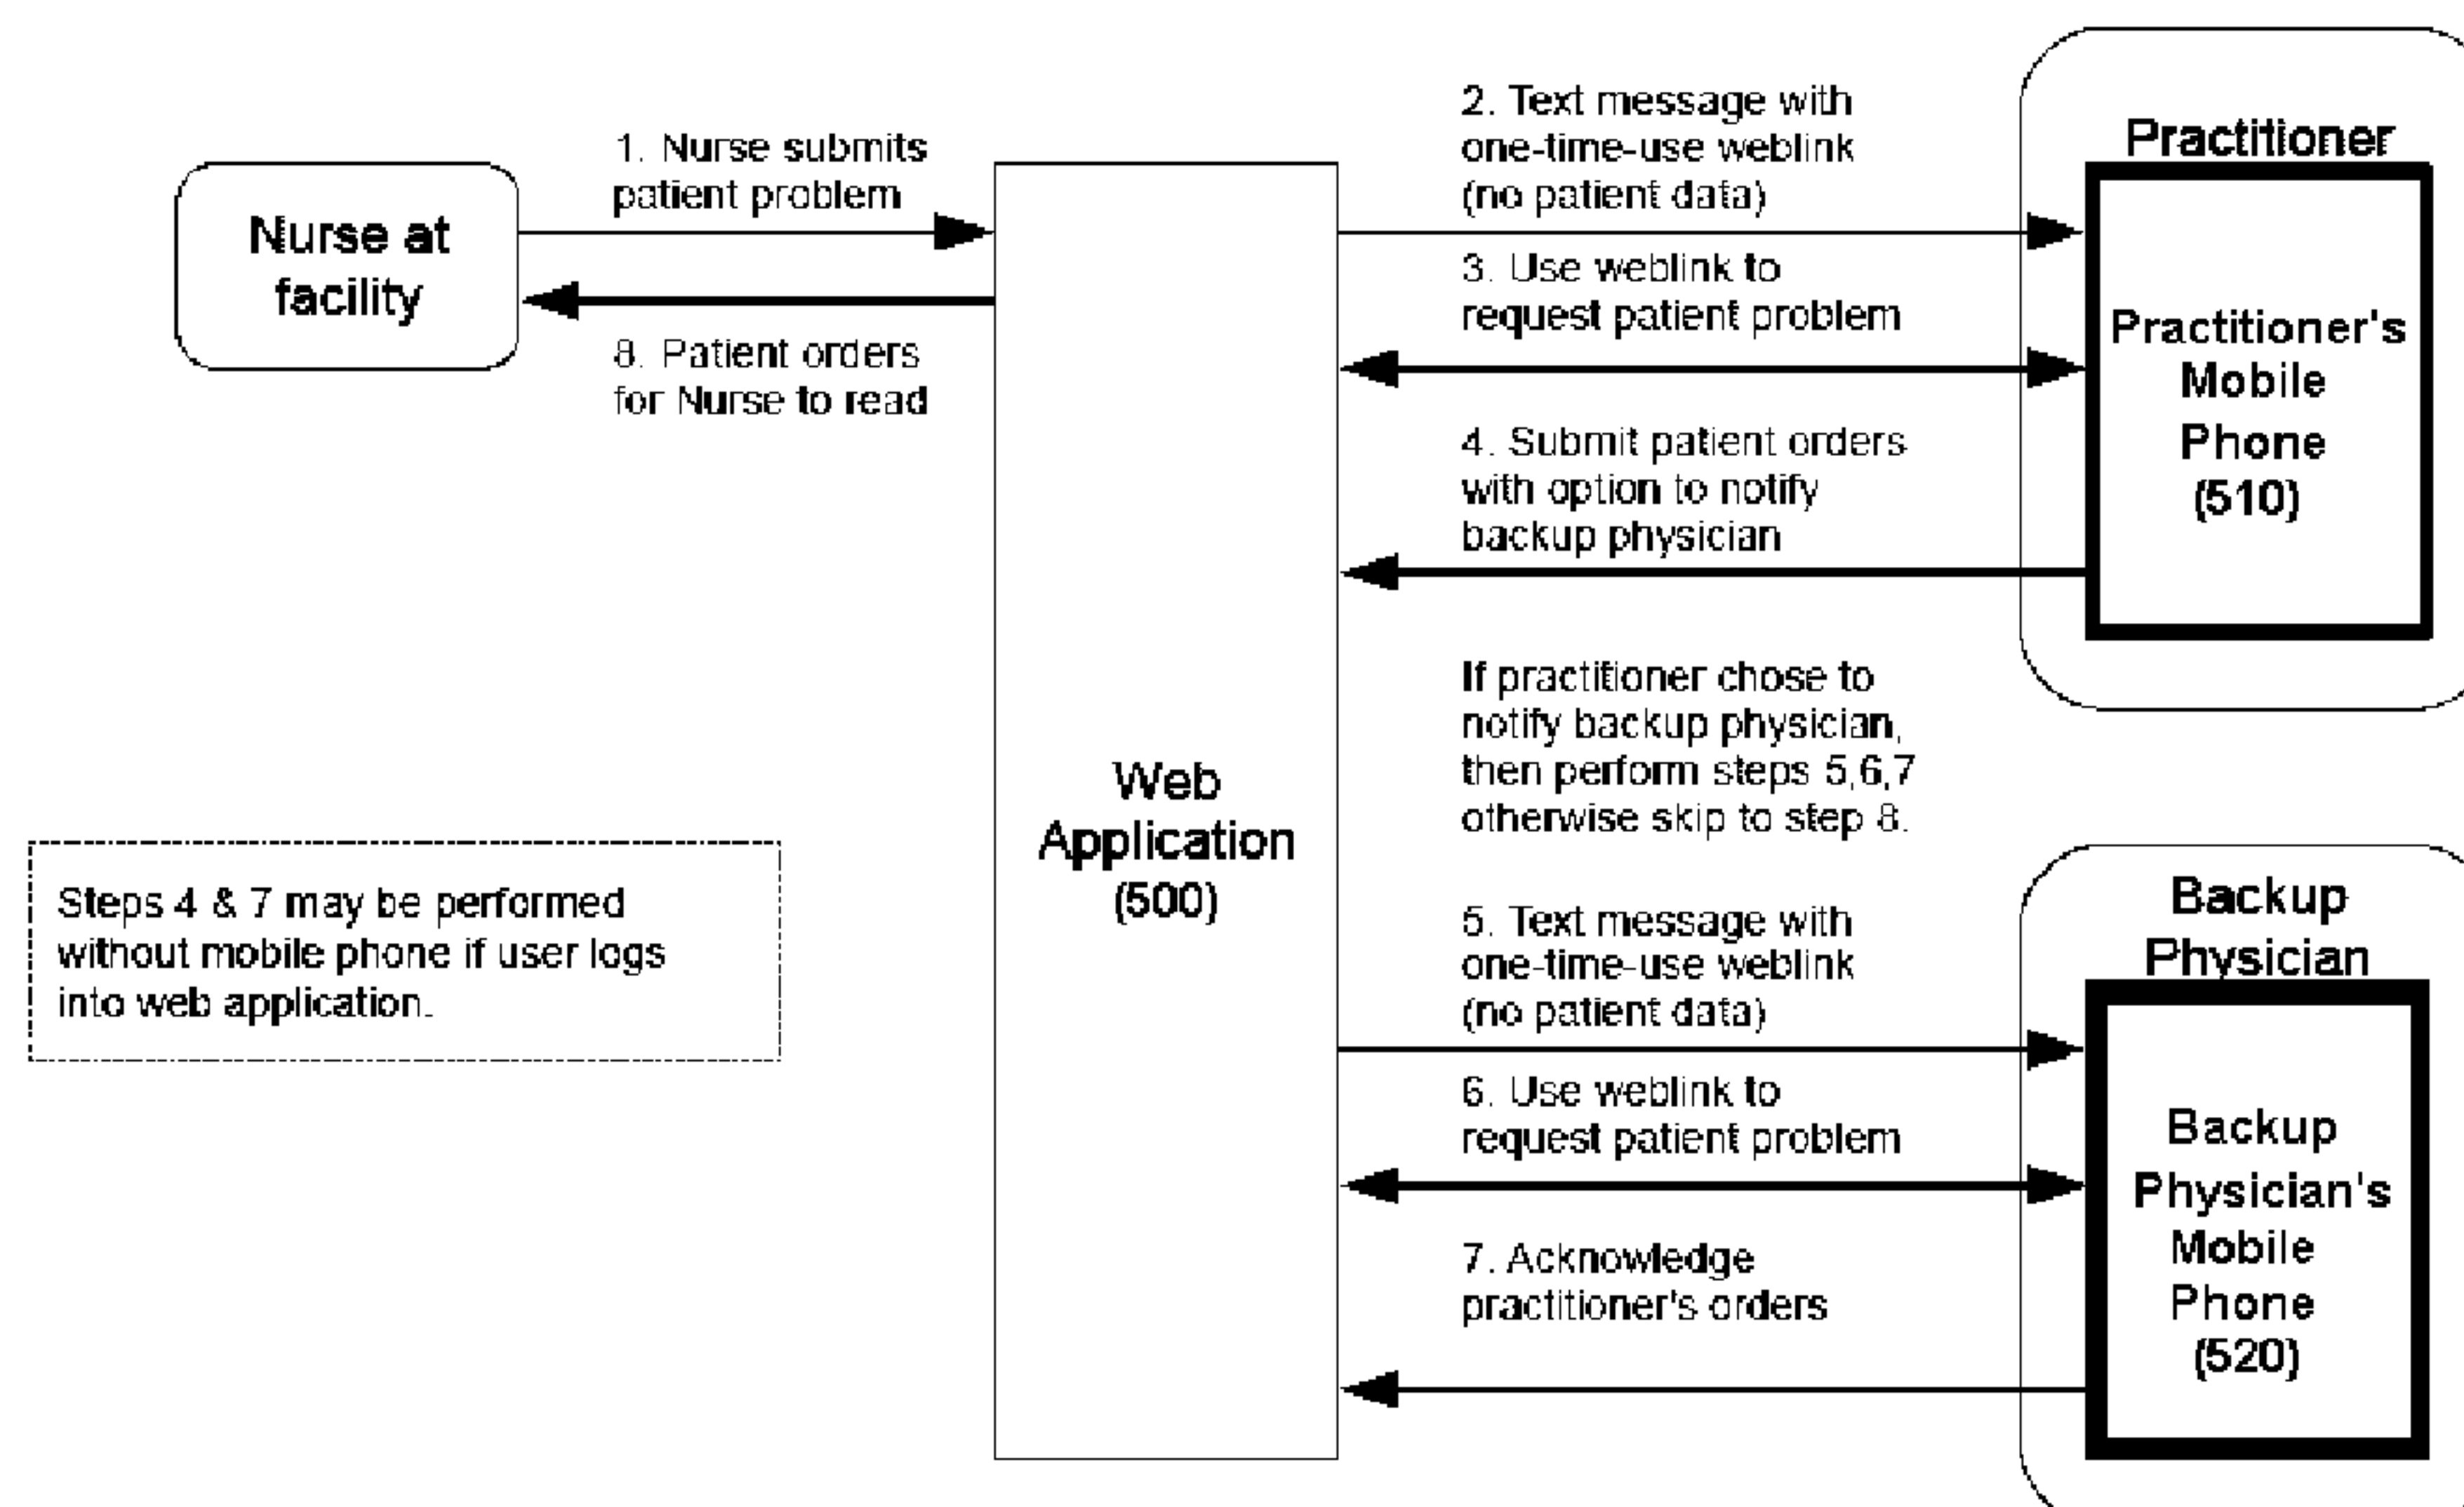 Nurse at
facility
1. Nurse submits
patient problem
8. Patient orders
for Nurse to read
Steps 4 & 7 may be performed
without mobile phone if user logs
into web application.
Web
Application
(500)
2. Text message with
one-time-use weblink
(no patient data)
3. Use weblink to
request patient problem
4. Submit patient orders
with option to notify
backup physician
If practitioner chose to
notify backup physician,
then perform steps 5,6,7
otherwise skip to step 8.
5. Text message with
one-time-use weblink
(no patient data)
6. Use weblink to
request patient problem
7. Acknowledge
practitioner's orders
Practitioner
Practitioner's
Mobile
Phone
(510)
Backup
Physician
Backup
Physician's
Mobile
Phone
(520)